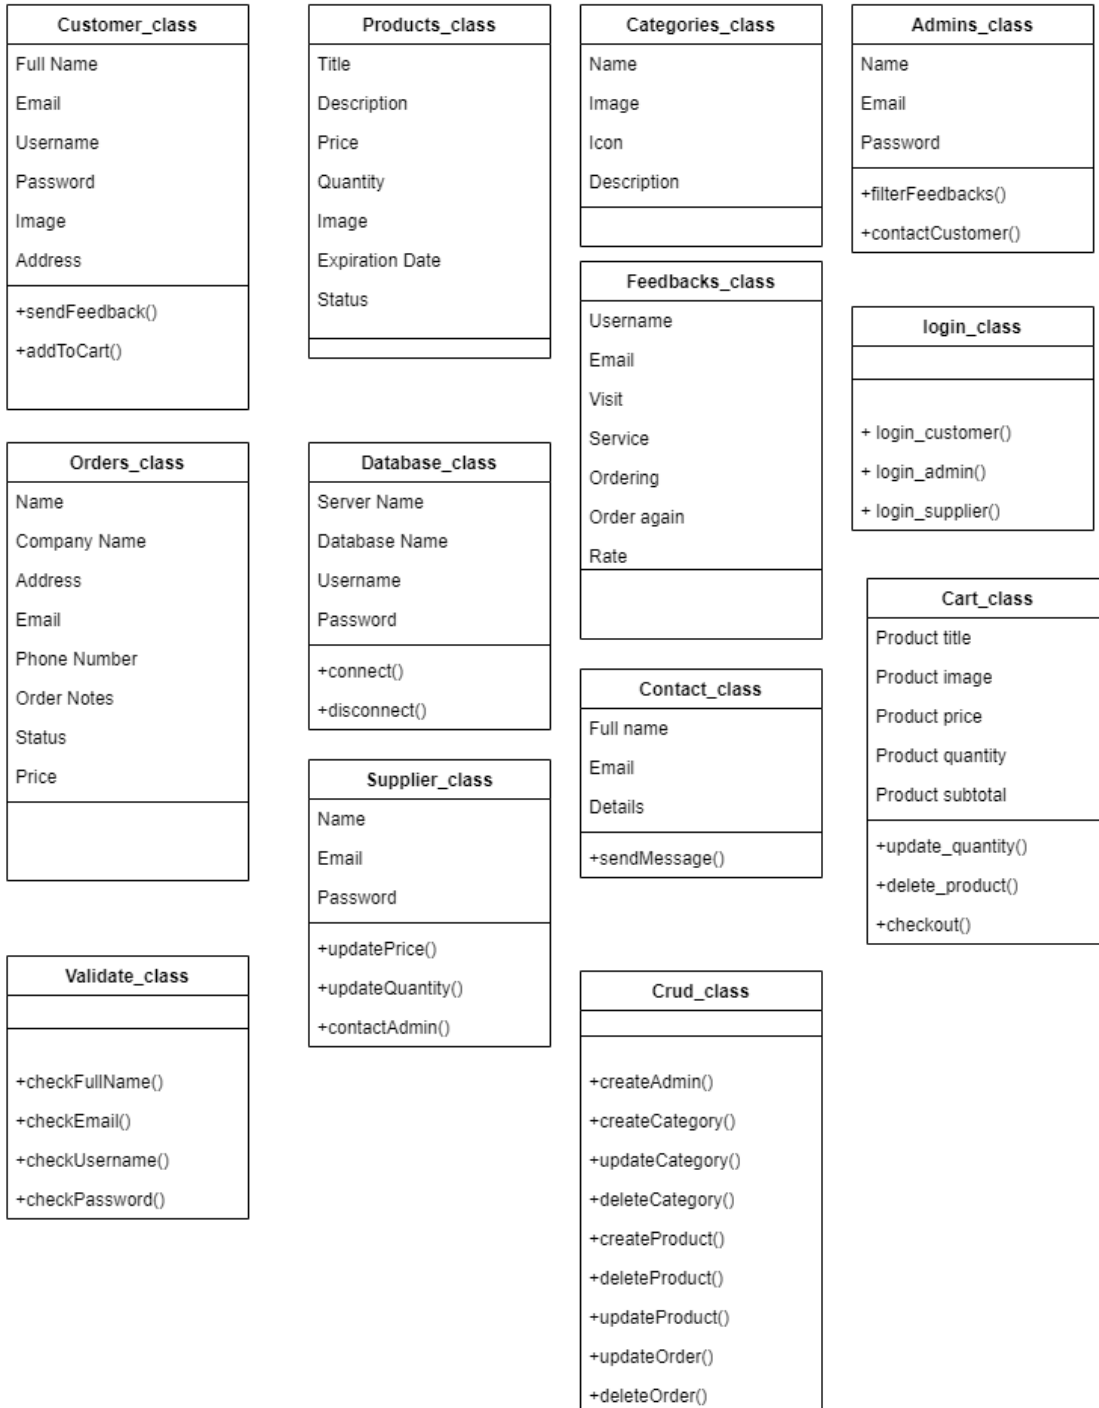 Customer_class
Full Name
Email
Username
Password
Image
Address
+sendFeedback()
+addToCart()
Products_class
Title
Description
Price
Quantity
Image
Expiration Date
Status
Categories_class
Name
Image
Icon
Description
Admins_class
Name
Email
Password
+filterFeedbacks()
+contactCustomer()
Feedbacks_class
Username
Email
Visit
Service
Ordering
Order again
Rate
login_class
+ login_customer()
+ login_admin()
+ login_supplier()
Orders_class
Name
Company Name
Address
Email
Phone Number
Order Notes
Status
Price
Database_class
Server Name
Database Name
Username
Password
+connect()
+disconnect()
Cart_class
Product title
Product image
Product price
Product quantity
Product subtotal
+update_quantity()
+delete_product()
+checkout()
Contact_class
Full name
Email
Details
+sendMessage()
Supplier_class
Name
Email
Password
+updatePrice()
+updateQuantity()
+contactAdmin()
Validate_class
+checkFullName()
+checkEmail()
+checkUsername()
+checkPassword()
Crud_class
+createAdmin()
+createCategory()
+updateCategory()
+deleteCategory()
+createProduct()
+deleteProduct()
+updateProduct()
+updateOrder()
+deleteOrder()